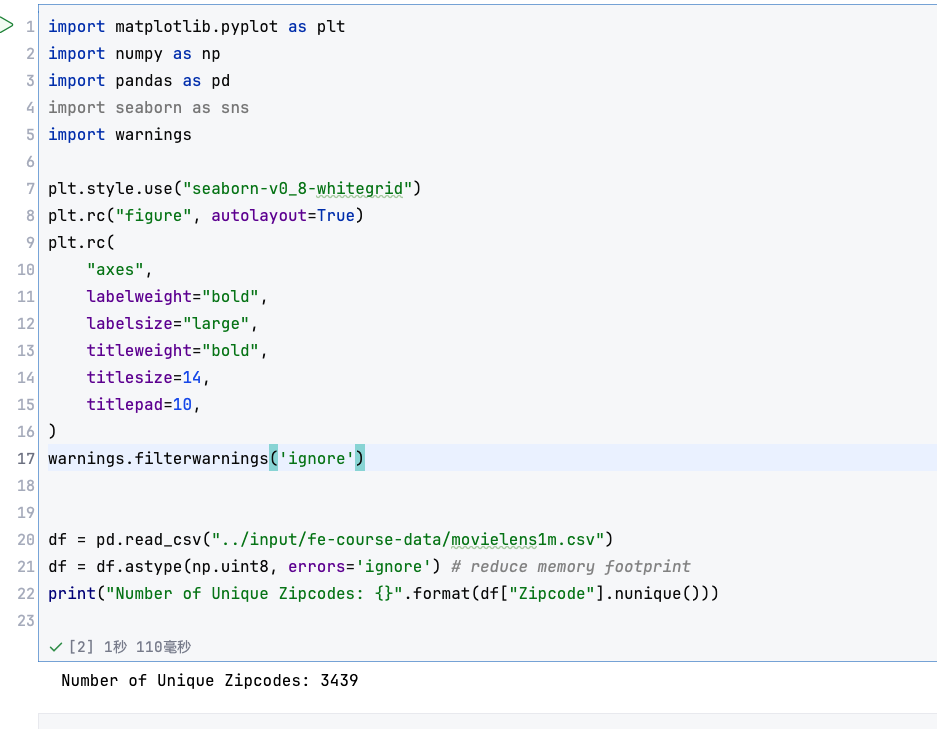 1 import matplotlib.pyplot as plt
2 import numpy as np
3 import pandas as pd
4 import seaborn as sns
5 import warnings
6
7 plt.style.use("seaborn-v0_8-whitegrid")
8 plt.rc("figure", autolayout=True)
9 plt.rc(
10     "axes",
11     labelweight="bold",
12     labelsize="large",
13     titleweight="bold",
14     titlesize=14,
15     titlepad=10,
16 )
17 warnings.filterwarnings('ignore')
18
19
20 df = pd.read_csv("../input/fe-course-data/movielens1m.csv")
21 df = df.astype(np.uint8, errors='ignore') # reduce memory footprint
22 print("Number of Unique Zipcodes: {}".format(df["Zipcode"].nunique()))
23
[2] 1秒 110毫秒
Number of Unique Zipcodes: 3439